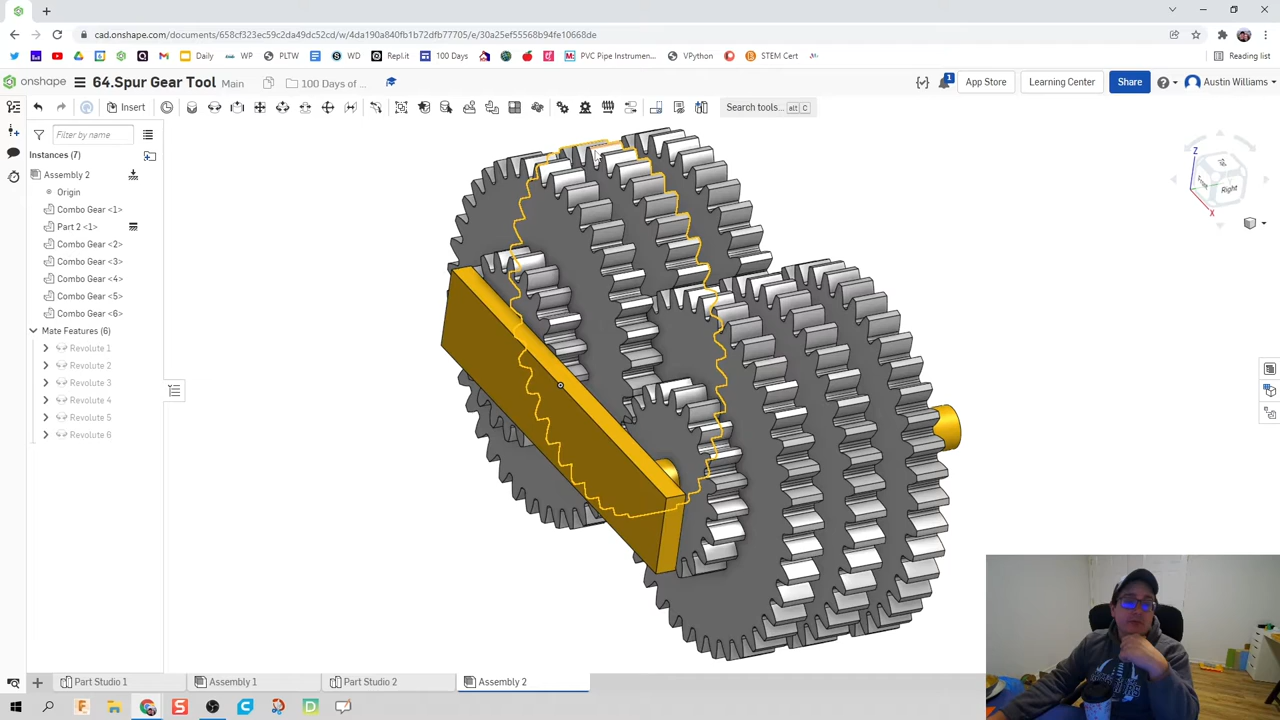 cad.onshape.com/documents/658cf323ec59c2da49dc52cd/w/4da190a840fb1b72dfb77705/e/30a25ef55568b94fe10668de
Daily
WP
PLTW
WD
Repl.it
100 Days
M PVC Pipe Instrumen...
VPython
STEM Cert
Reading list
onshape
64.Spur Gear Tool
Main
100 Days of ...
1
App Store
Learning Center
Share
Austin Williams
Insert
Search tools...
alt
C
Filter by name
Instances (7)
Assembly 2
Origin
Combo Gear <1>
Part 2 <1>
Combo Gear <2>
Combo Gear <3>
Combo Gear <4>
Combo Gear <5>
Combo Gear <6>
Mate Features (6)
Revolute 1
Revolute 2
Revolute 3
Revolute 4
Revolute 5
Revolute 6
Z
Right
X
Part Studio 1
Assembly 1
Part Studio 2
Assembly 2